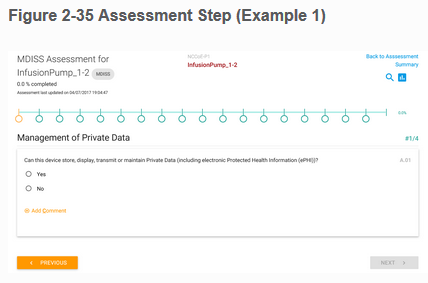 Figure 2-35 Assessment Step (Example 1)
MDISS Assessment for
InfusionPump_1-2 MDISS
0.0 % completed
Assessment last updated on 04/07/2017 19:04:47
NCCoE-P1
InfusionPump_1-2
Back to Asssesment
Summary
0.0%
Management of Private Data
#1/4
Can this device store, display, transmit or maintain Private Data (including electronic Protected Health Information (ePHI))?
A.01
Yes
No
Add Comment
PREVIOUS
NEXT